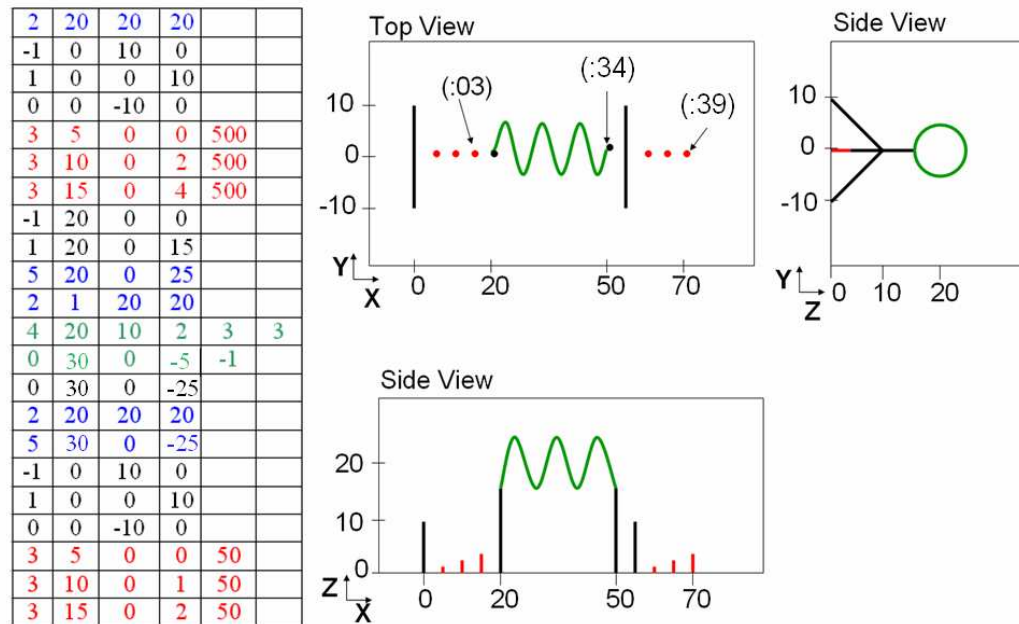 2 20 20 20
-1 0 10 0
1 0 0 10
0 0 -10 0
3 5 0 0 500
3 10 0 2 500
3 15 0 4 500
-1 20 0 0
1 20 0 15
5 20 0 25
2 1 20 20
4 20 10 2 3 3
0 30 0 -5 -1
0 30 0 -25
2 20 20 20
5 30 0 -25
-1 0 10 0
1 0 0 10
0 0 -10 0
3 5 0 0 50
3 10 0 1 50
3 15 0 2 50
Top View
(:03)
(:34)
(:39)
10
0
-10
Y
X
0 20 50 70
Side View
10
0
-10
Y
Z
0 10 20
Side View
20
10
0
Z
X
0 20 50 70